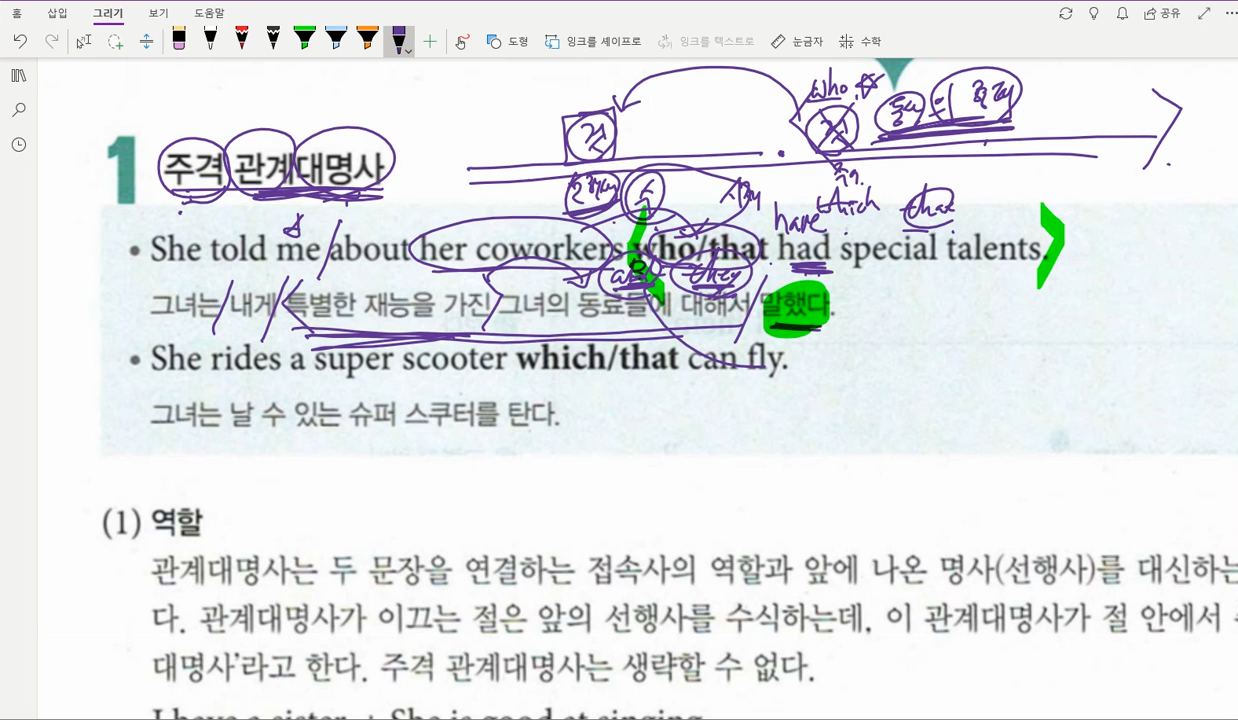 홈 삽입 그리기 보기 도움말
공유
도형 잉크를 셰이프로 잉크를 텍스트로 눈금자 수학
who
1 주격 관계대명사
have which that
• She told me about her coworkers who/that had special talents.
and they
그녀는 내게 특별한 재능을 가진 그녀의 동료들에 대해서 말했다.
• She rides a super scooter which/that can fly.
그녀는 날 수 있는 슈퍼 스쿠터를 탄다.
(1) 역할
관계대명사는 두 문장을 연결하는 접속사의 역할과 앞에 나온 명사(선행사)를 대신하는
다. 관계대명사가 이끄는 절은 앞의 선행사를 수식하는데, 이 관계대명사가 절 안에서
대명사’라고 한다. 주격 관계대명사는 생략할 수 없다.
I have a sister. + She is good at singing.